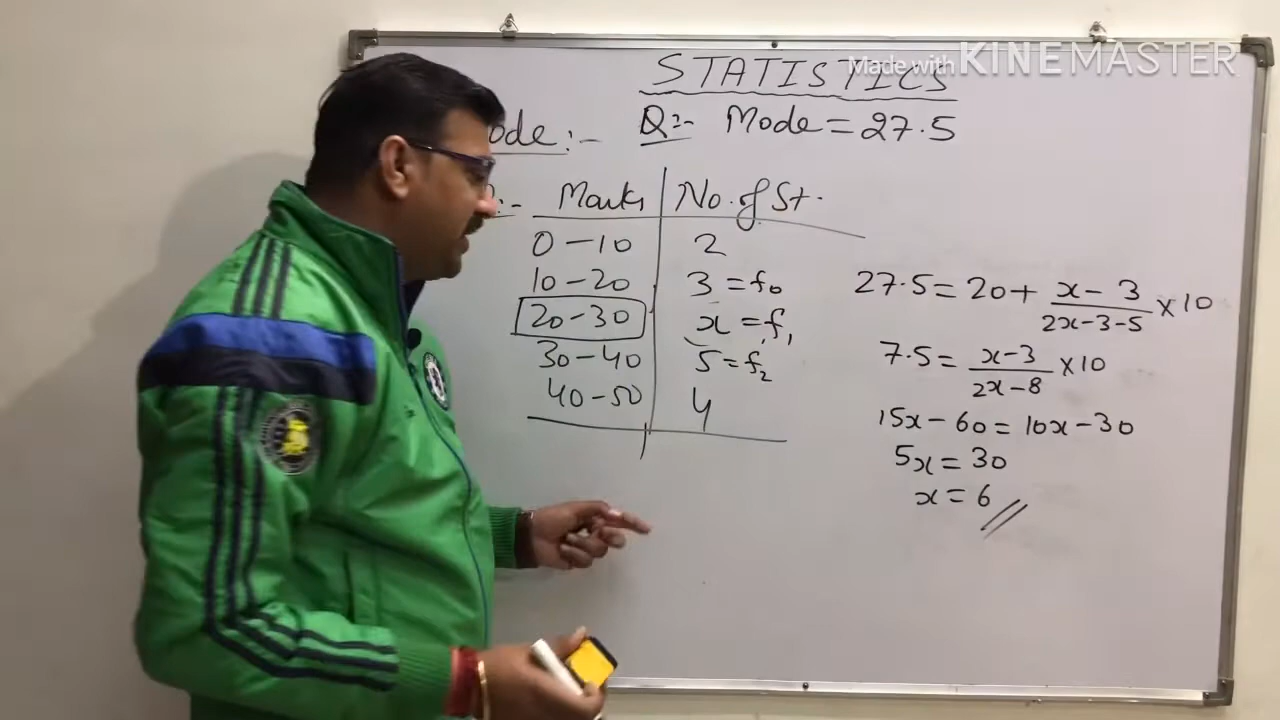 STATISTICS
Made with KINEMASTER
ode:-
Q:- Mode = 27.5
:- Marks No. of St.
0-10 2
10-20 3 = f₀
20-30 x = f₁
30-40 5 = f₂
40-50 4
27.5 = 20 + x-3/2x-3-5 × 10
7.5 = x-3/2x-8 × 10
15x - 60 = 10x - 30
5x = 30
x = 6 //